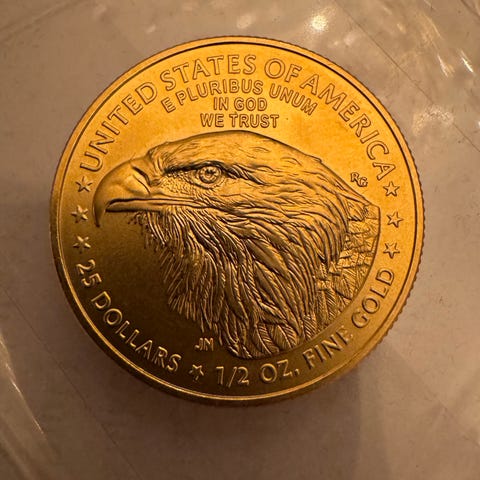 UNITED STATES OF AMERICA
E PLURIBUS UNUM
IN GOD
WE TRUST
RG
JM
25 DOLLARS ★ 1/2 OZ. FINE GOLD